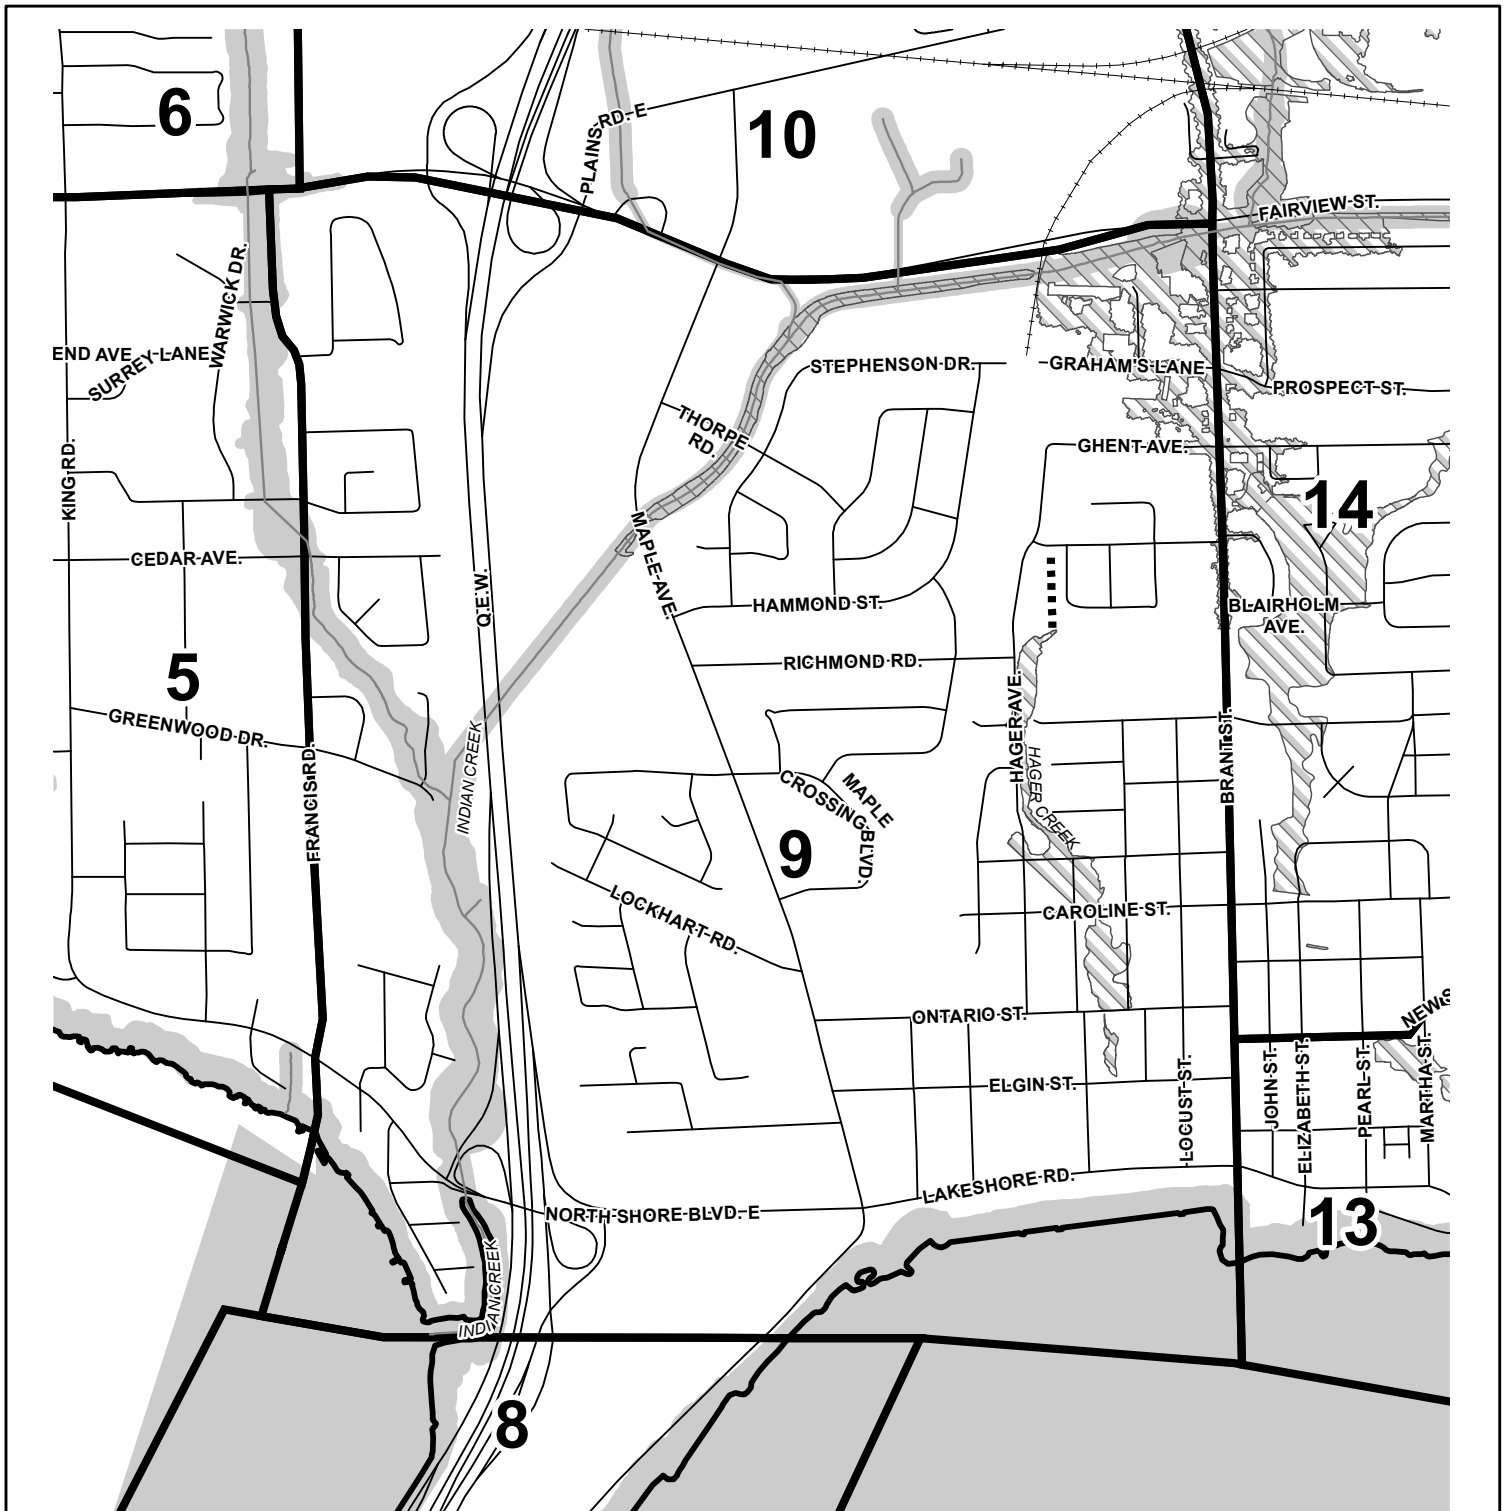 6
10
PLAINS RD. E
FAIRVIEW ST.
WARWICK DR.
END AVE.
SURREY LANE
STEPHENSON DR.
GRAHAM'S LANE
PROSPECT ST.
THORPE
RD.
KING RD.
GHENT AVE.
14
MAPLE AVE.
CEDAR AVE.
Q.E.W.
HAMMOND ST.
BLAIRHOLM
AVE.
5
RICHMOND RD.
GREENWOOD DR.
HAGER AVE.
FRANCIS RD.
INDIAN CREEK
HAGER CREEK
BRANT ST.
MAPLE
CROSSING BLVD.
9
LOCKHART RD.
CAROLINE ST.
ONTARIO ST.
NEW S
ELGIN ST.
LOCUST ST.
JOHN ST.
ELIZABETH ST.
PEARL ST.
MARTHA ST.
LAKESHORE RD.
NORTH SHORE BLVD. E
13
INDIAN CREEK
8